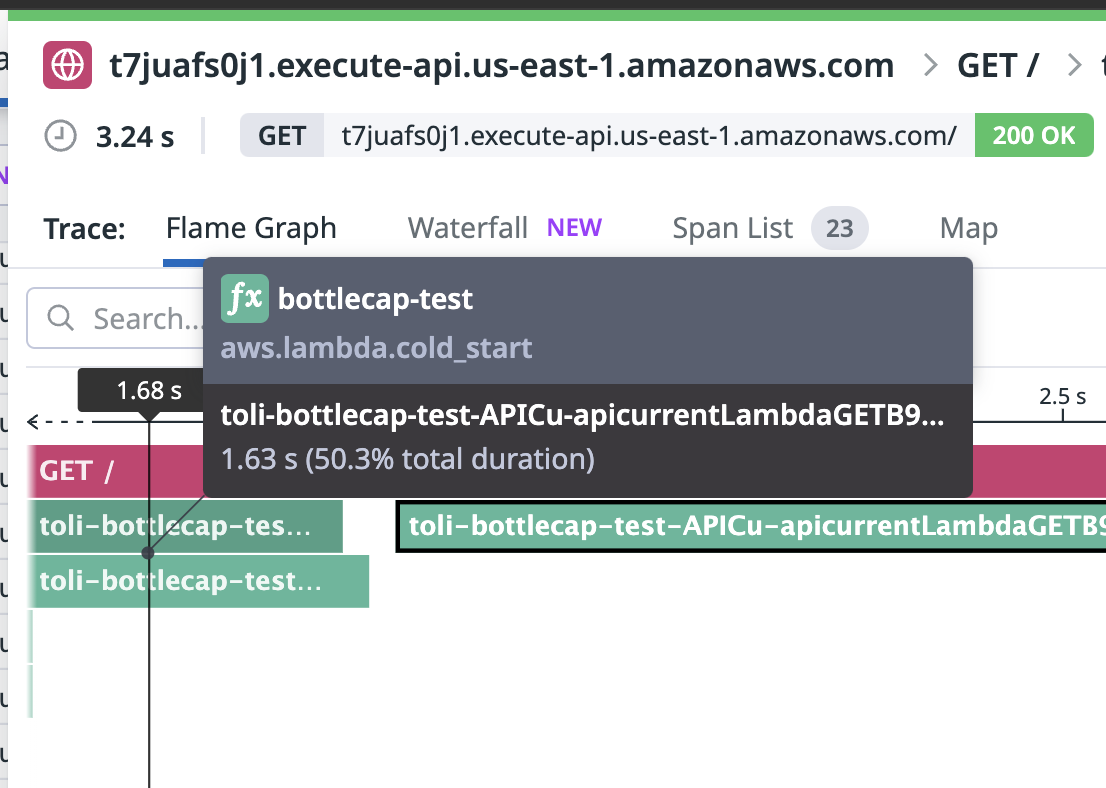 t7juafs0j1.execute-api.us-east-1.amazonaws.com > GET / >
3.24 s GET t7juafs0j1.execute-api.us-east-1.amazonaws.com/ 200 OK
Trace: Flame Graph Waterfall NEW Span List 23 Map
fx bottlecap-test
Search...
aws.lambda.cold_start
1.68 s
2.5 s
toli-bottlecap-test-APICu-apicurrentLambdaGETB9...
1.63 s (50.3% total duration)
GET /
toli-bottlecap-tes...
toli-bottlecap-test-APICu-apicurrentLambdaGETB9
toli-bottlecap-test...